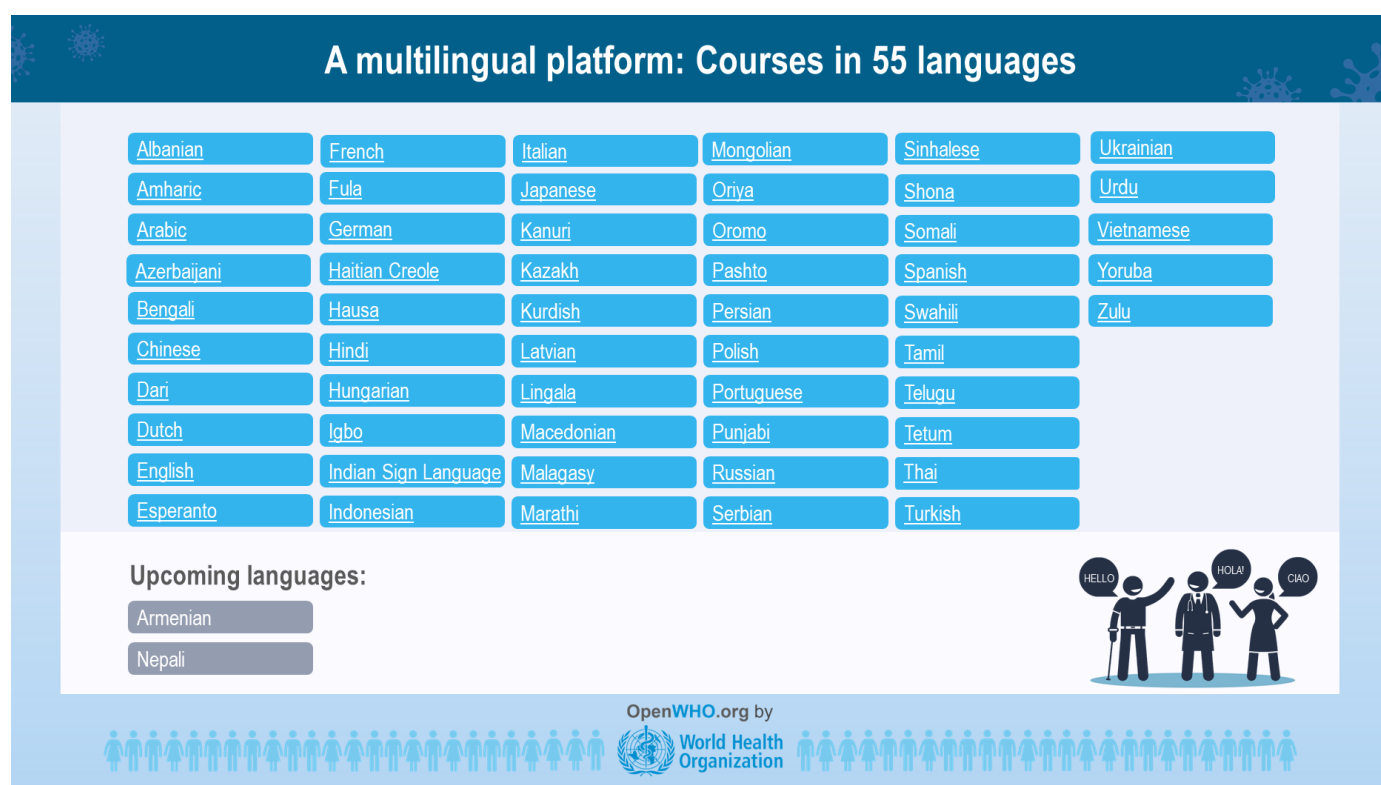 A multilingual platform: Courses in 55 languages
Albanian
Amharic
Arabic
Azerbaijani
Bengali
Chinese
Dari
Dutch
English
Esperanto
French
Fula
German
Haitian Creole
Hausa
Hindi
Hungarian
Igbo
Indian Sign Language
Indonesian
Italian
Japanese
Kanuri
Kazakh
Kurdish
Latvian
Lingala
Macedonian
Malagasy
Marathi
Mongolian
Oriya
Oromo
Pashto
Persian
Polish
Portuguese
Punjabi
Russian
Serbian
Sinhalese
Shona
Somali
Spanish
Swahili
Tamil
Telugu
Tetum
Thai
Turkish
Ukrainian
Urdu
Vietnamese
Yoruba
Zulu
Upcoming languages:
Armenian
Nepali
HELLO
HOLA!
CIAO
OpenWHO.org by
World Health
Organization